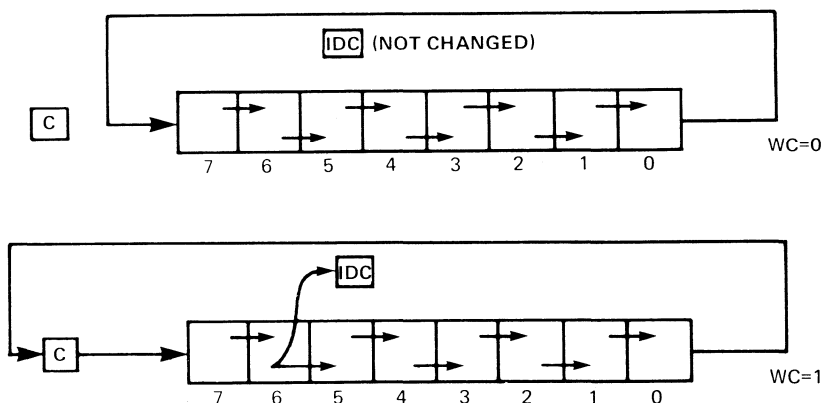 IDC (NOT CHANGED)
C
7 6 5 4 3 2 1 0
WC=0
IDC
C
7 6 5 4 3 2 1 0
WC=1